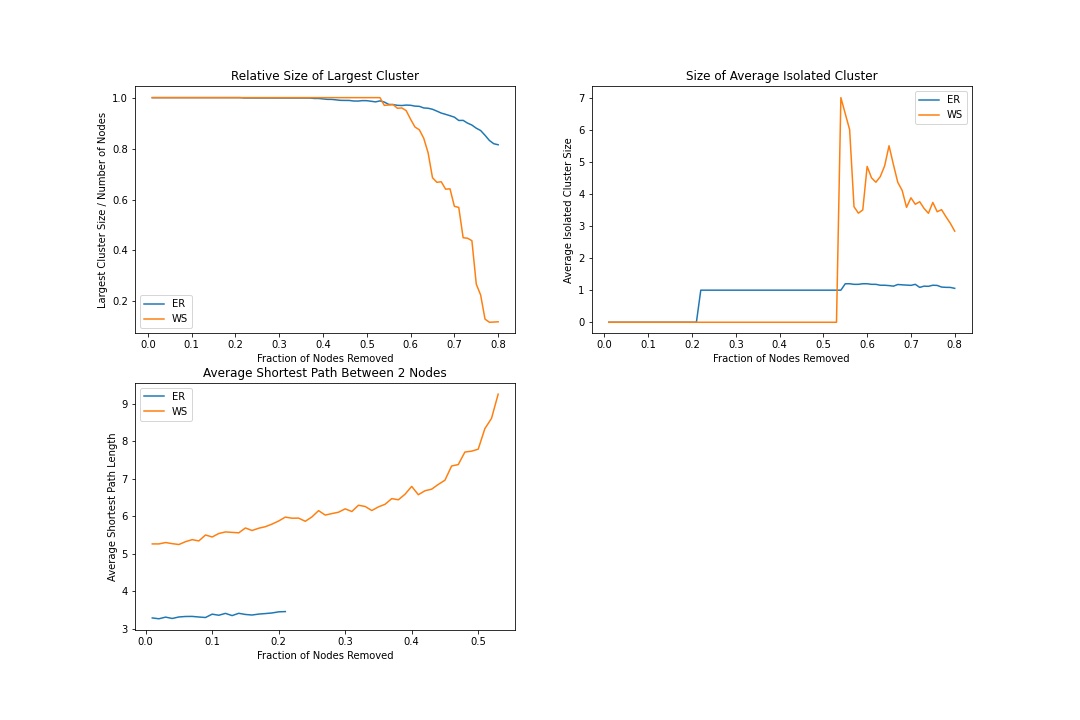 Relative Size of Largest Cluster
Largest Cluster Size / Number of Nodes
1.0
0.8
0.6
0.4
0.2
ER
WS
0.0 0.1 0.2 0.3 0.4 0.5 0.6 0.7 0.8
Fraction of Nodes Removed
Size of Average Isolated Cluster
Average Isolated Cluster Size
7
6
5
4
3
2
1
0
ER
WS
0.0 0.1 0.2 0.3 0.4 0.5 0.6 0.7 0.8
Fraction of Nodes Removed
Average Shortest Path Between 2 Nodes
Average Shortest Path Length
9
8
7
6
5
4
3
ER
WS
0.0 0.1 0.2 0.3 0.4 0.5
Fraction of Nodes Removed